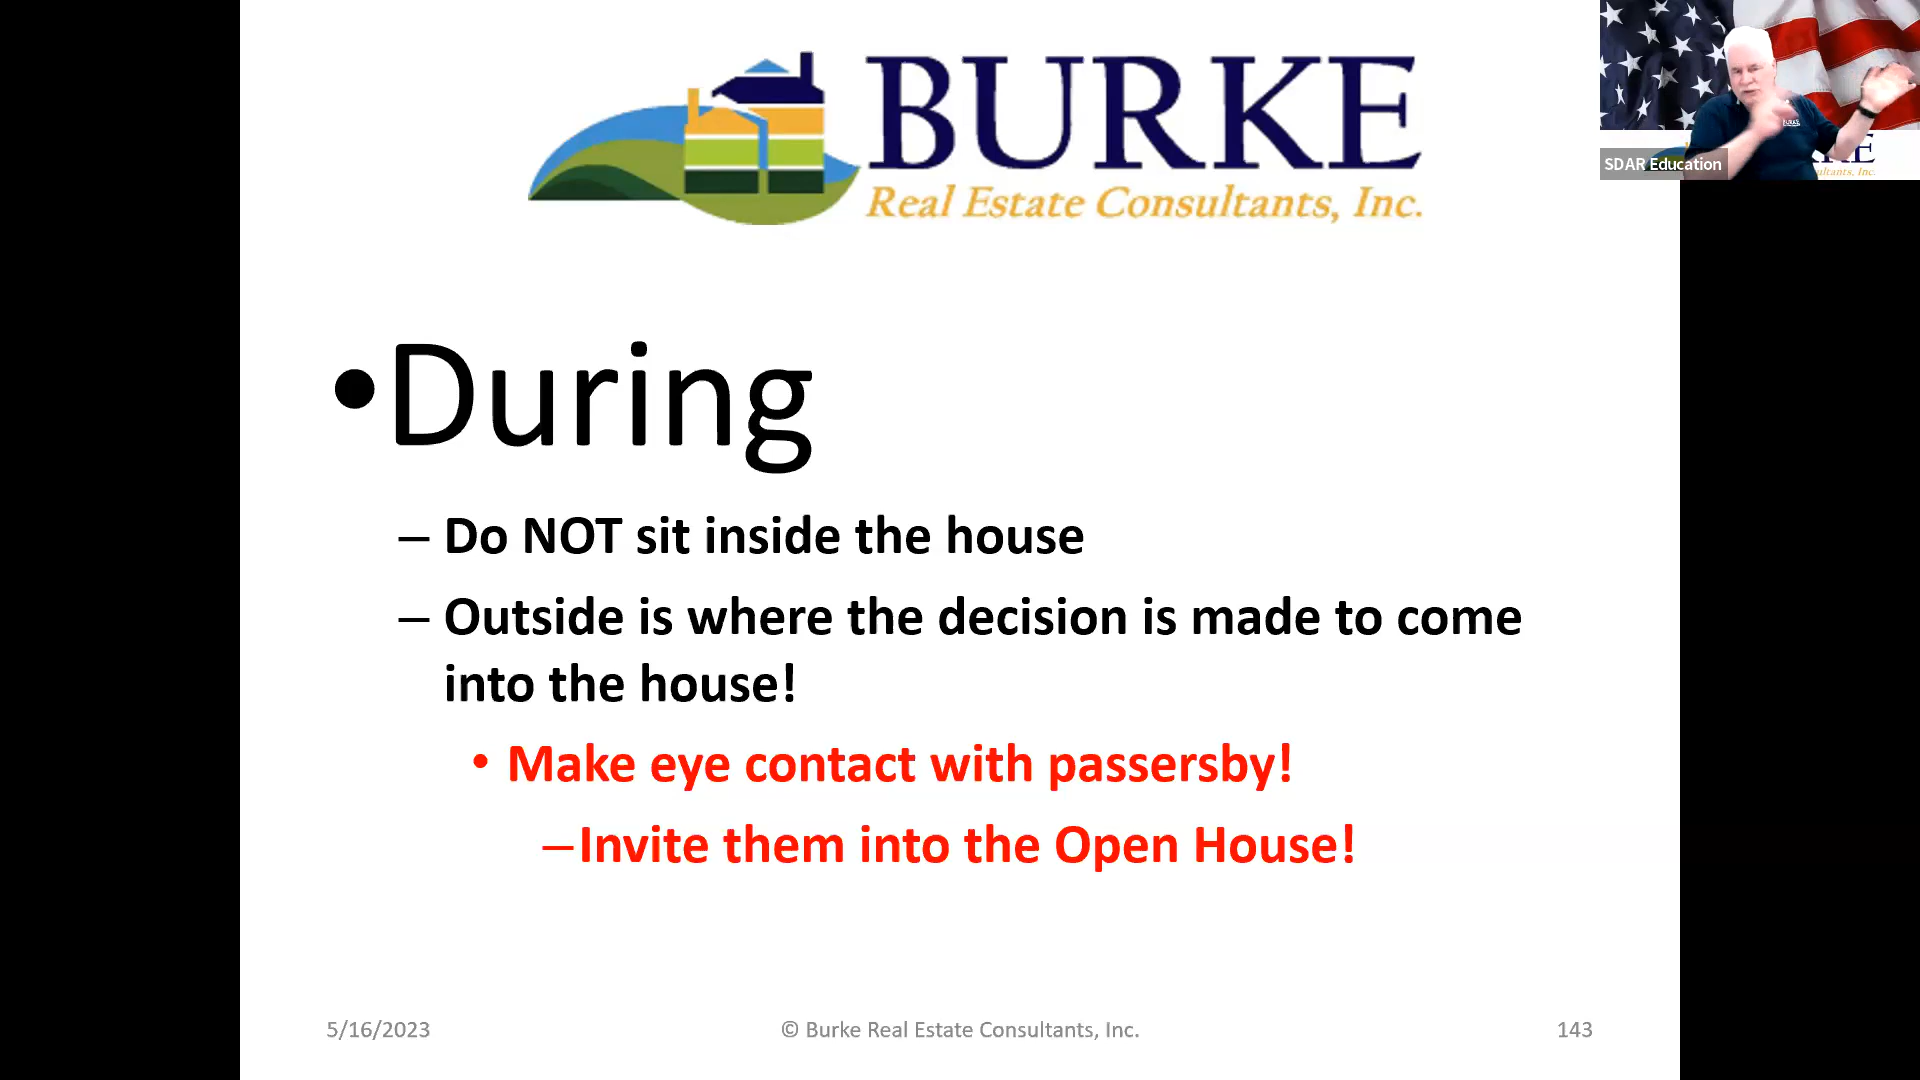 BURKE
Real Estate Consultants, Inc.
BURKE
SDAR Education
•During
– Do NOT sit inside the house
– Outside is where the decision is made to come
into the house!
• Make eye contact with passersby!
–Invite them into the Open House!
5/16/2023
© Burke Real Estate Consultants, Inc.
143